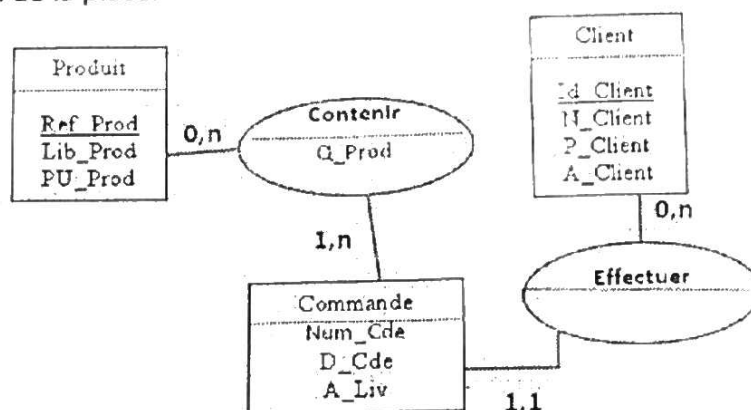 Produit
Ref_Prod
Lib_Prod
PU_Prod
0,n
Contenir
Q_Prod
1,n
Commande
Num_Cde
D_Cde
A_Liv
1,1
Client
Id_Client
N_Client
P_Client
A_Client
0,n
Effectuer